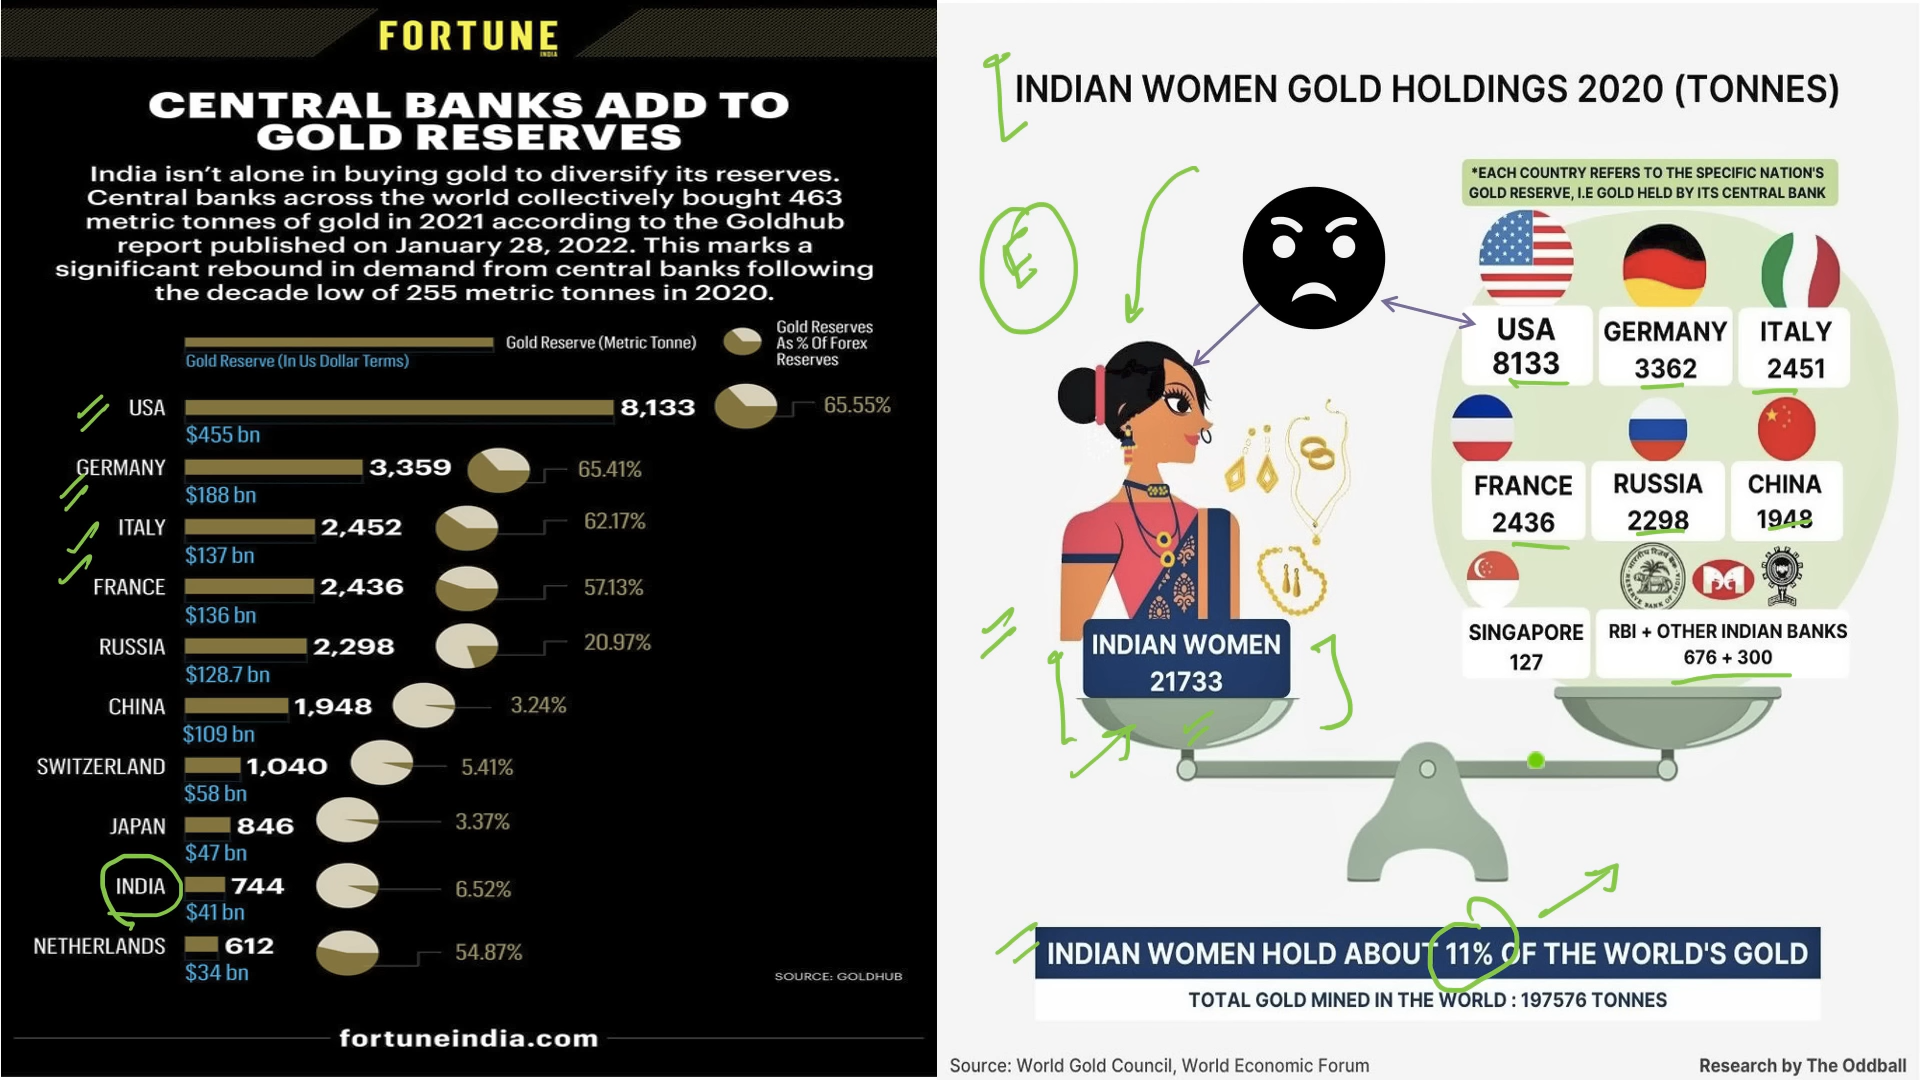 FORTUNE
INDIA
CENTRAL BANKS ADD TO
GOLD RESERVES
India isn't alone in buying gold to diversify its reserves.
Central banks across the world collectively bought 463
metric tonnes of gold in 2021 according to the Goldhub
report published on January 28, 2022. This marks a
significant rebound in demand from central banks following
the decade low of 255 metric tonnes in 2020.
Gold Reserve (Metric Tonne)
Gold Reserve (In Us Dollar Terms)
Gold Reserves
As % Of Forex
Reserves
USA 8,133 65.55%
$455 bn
GERMANY 3,359 65.41%
$188 bn
ITALY 2,452 62.17%
$137 bn
FRANCE 2,436 57.13%
$136 bn
RUSSIA 2,298 20.97%
$128.7 bn
CHINA 1,948 3.24%
$109 bn
SWITZERLAND 1,040 5.41%
$58 bn
JAPAN 846 3.37%
$47 bn
INDIA 744 6.52%
$41 bn
NETHERLANDS 612 54.87%
$34 bn
SOURCE: GOLDHUB
fortuneindia.com
INDIAN WOMEN GOLD HOLDINGS 2020 (TONNES)
*EACH COUNTRY REFERS TO THE SPECIFIC NATION'S
GOLD RESERVE, I.E GOLD HELD BY ITS CENTRAL BANK
USA GERMANY ITALY
8133 3362 2451
FRANCE RUSSIA CHINA
2436 2298 1948
SINGAPORE RBI + OTHER INDIAN BANKS
127 676 + 300
INDIAN WOMEN
21733
INDIAN WOMEN HOLD ABOUT 11% OF THE WORLD'S GOLD
TOTAL GOLD MINED IN THE WORLD : 197576 TONNES
Source: World Gold Council, World Economic Forum
Research by The Oddball